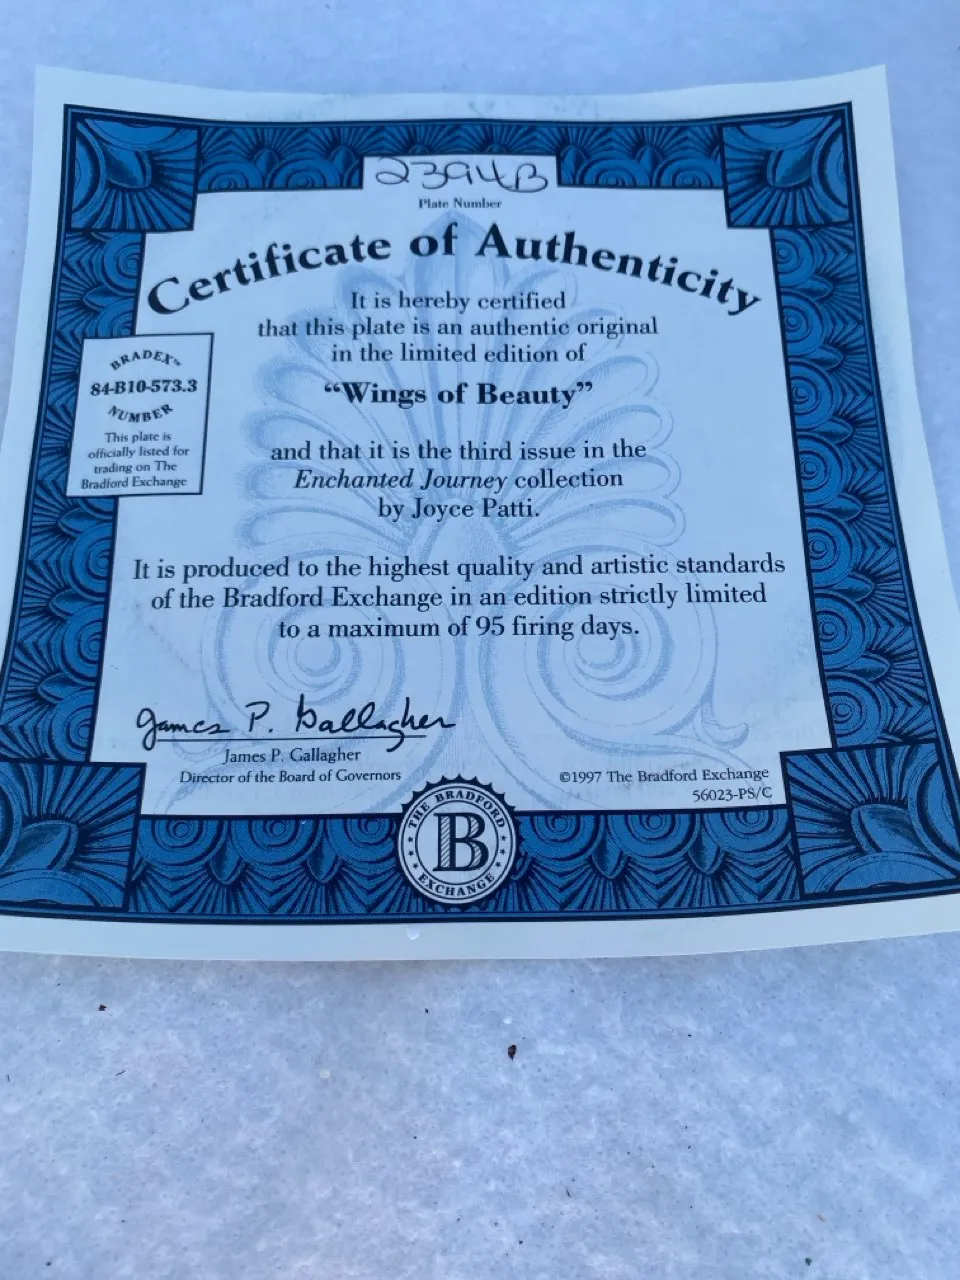 2394B
Plate Number
Certificate of Authenticity
It is hereby certified
that this plate is an authentic original
in the limited edition of
“Wings of Beauty”
and that it is the third issue in the
Enchanted Journey collection
by Joyce Patti.
BRADEX™
84-B10-573.3
NUMBER
This plate is
officially listed for
trading on The
Bradford Exchange
It is produced to the highest quality and artistic standards
of the Bradford Exchange in an edition strictly limited
to a maximum of 95 firing days.
James P. Gallagher
James P. Gallagher
Director of the Board of Governors
©1997 The Bradford Exchange
56023-PS/C
THE BRADFORD
B
EXCHANGE